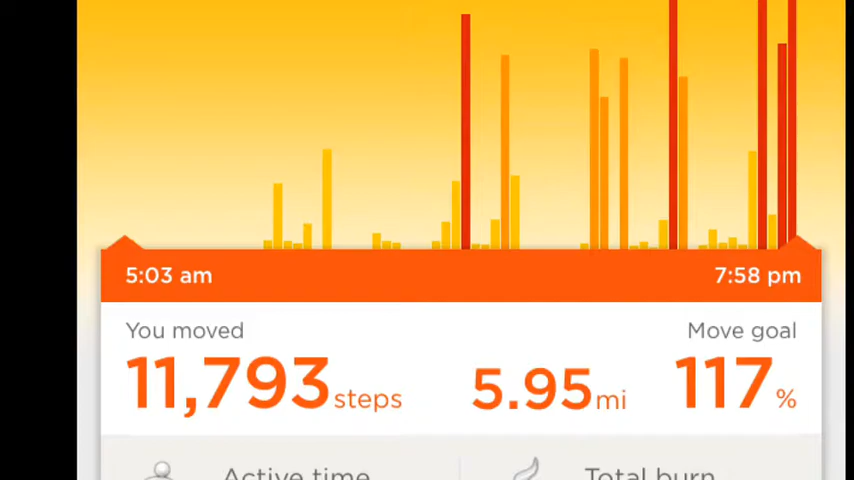 5:03 am 7:58 pm
You moved Move goal
11,793 steps 5.95 mi 117 %
Active time Total burn